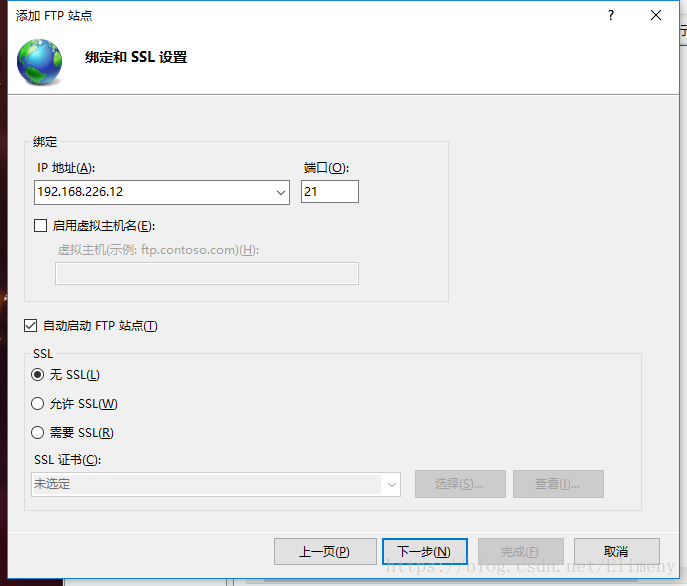 添加 FTP 站点
?
绑定和 SSL 设置
绑定
IP 地址(A): 端口(O):
192.168.226.12 21
启用虚拟主机名(E):
虚拟主机(示例: ftp.contoso.com)(H):
自动启动 FTP 站点(T)
SSL
无 SSL(L)
允许 SSL(W)
需要 SSL(R)
SSL 证书(C):
未选定 选择(S)... 查看(I)...
上一页(P) 下一步(N) 完成(F) 取消
https://blog.csdn.net/Elimeny